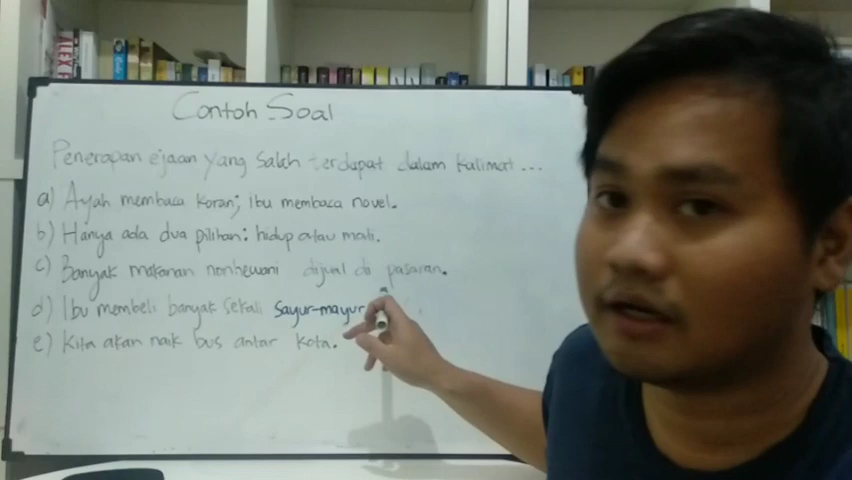 Contoh Soal
Penerapan ejaan yang salah terdapat dalam kalimat...
a) Ayah membaca koran; ibu membaca novel.
b) Hanya ada dua pilihan: hidup atau mati.
c) Banyak makanan nonhewani dijual di pasaran.
d) Ibu membeli banyak sekali sayur-mayur
e) Kita akan naik bus antar kota.